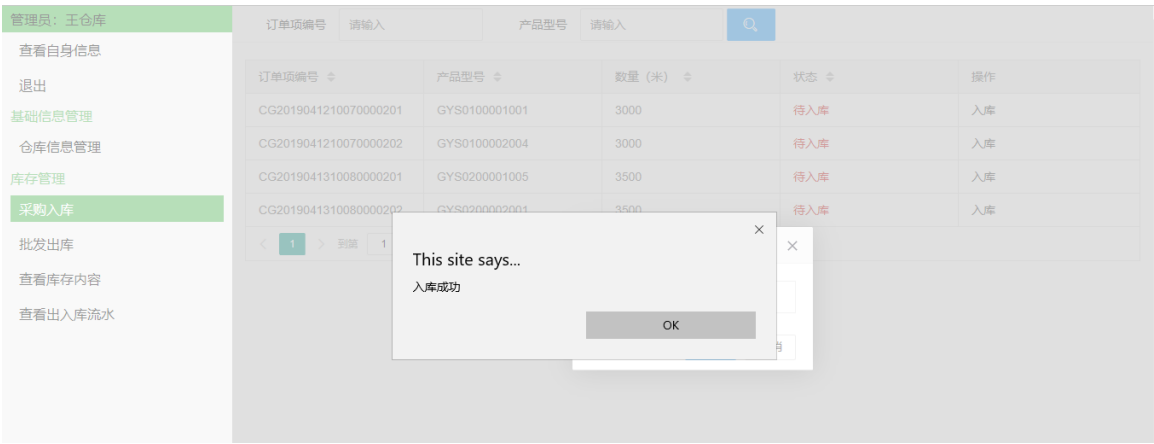 管理员：王仓库
查看自身信息
退出
基础信息管理
仓库信息管理
库存管理
采购入库
批发出库
查看库存内容
查看出入库流水
订单项编号 请输入 产品型号 请输入
订单项编号 产品型号 数量（米） 状态 操作
CG2019041210070000201 GYS0100001001 3000 待入库 入库
CG2019041210070000202 GYS0100002004 3000 待入库 入库
CG2019041310080000201 GYS0200001005 3500 待入库 入库
CG2019041310080000202 GYS0200002001 3500 待入库 入库
1 到第 1
This site says...
入库成功
OK